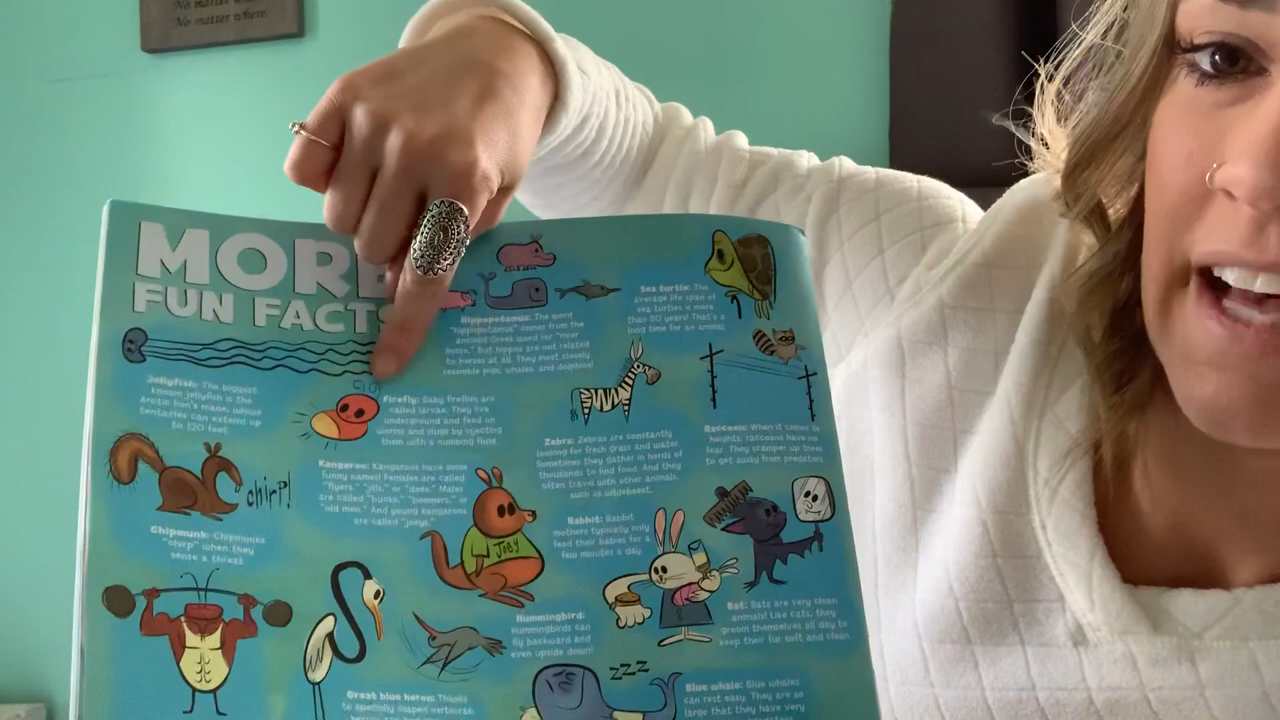 No matter where.
MORE
FUN FACTS
Jellyfish: The biggest
known jellyfish is the
Arctic lion's mane, whose
tentacles can extend up
to 120 feet.
Firefly: Baby fireflies are
called larvae. They live
underground and feed on
worms and slugs by injecting
them with a numbing fluid.
Hippopotamus: The word
"hippopotamus" comes from the
ancient Greek word for "river
horse." But hippos are not related
to horses at all. They most closely
resemble pigs, whales and dolphins!
Sea turtle: The
average life span of
sea turtles is more
than 50 years! That's a
long time for an animal.
chirp!
Chipmunk: Chipmunks
"chirp" when they
sense a threat.
Kangaroo: Kangaroos have some
funny names! Females are called
"flyers," "jills," or "does." Males
are called "bucks," "boomers," or
"old men." And young kangaroos
are called "joeys."
JOEY
Zebra: Zebras are constantly
looking for fresh grass and water.
Sometimes they gather in herds of
thousands to find food. And they
often travel with other animals,
such as wildebeest.
Raccoon: When it comes to
heights, raccoons have no
fear. They scamper up trees
to get away from predators.
Rabbit: Rabbit
mothers typically only
feed their babies for a
few minutes a day.
Hummingbird:
Hummingbirds can
fly backward and
even upside down!
Bat: Bats are very clean
animals! Like cats, they
groom themselves all day to
keep their fur soft and clean.
Great blue heron: Thanks
to specially shaped vertebrae,
zzz
Blue whale: Blue whales
can rest easy. They are so
large that they have very